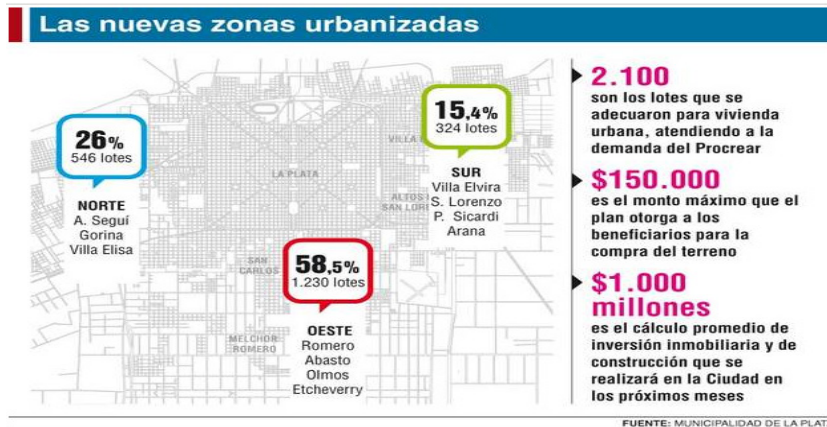 Las nuevas zonas urbanizadas
26%
546 lotes
NORTE
A. Seguí
Gorina
Villa Elisa
LA PLATA
VILLA
15,4%
324 lotes
SUR
Villa Elvira
S. Lorenzo
P. Sicardi
Arana
ALTOS
SAN LOR
SAN
CARLOS
58,5%
1.230 lotes
OESTE
Romero
Abasto
Olmos
Etcheverry
MELCHOR
ROMERO
2.100
son los lotes que se
adecuaron para vivienda
urbana, atendiendo a la
demanda del Procrear
$150.000
es el monto máximo que el
plan otorga a los
beneficiarios para la
compra del terreno
$1.000
millones
es el cálculo promedio de
inversión inmobiliaria y de
construcción que se
realizará en la Ciudad en
los próximos meses
FUENTE: MUNICIPALIDAD DE LA PLAT